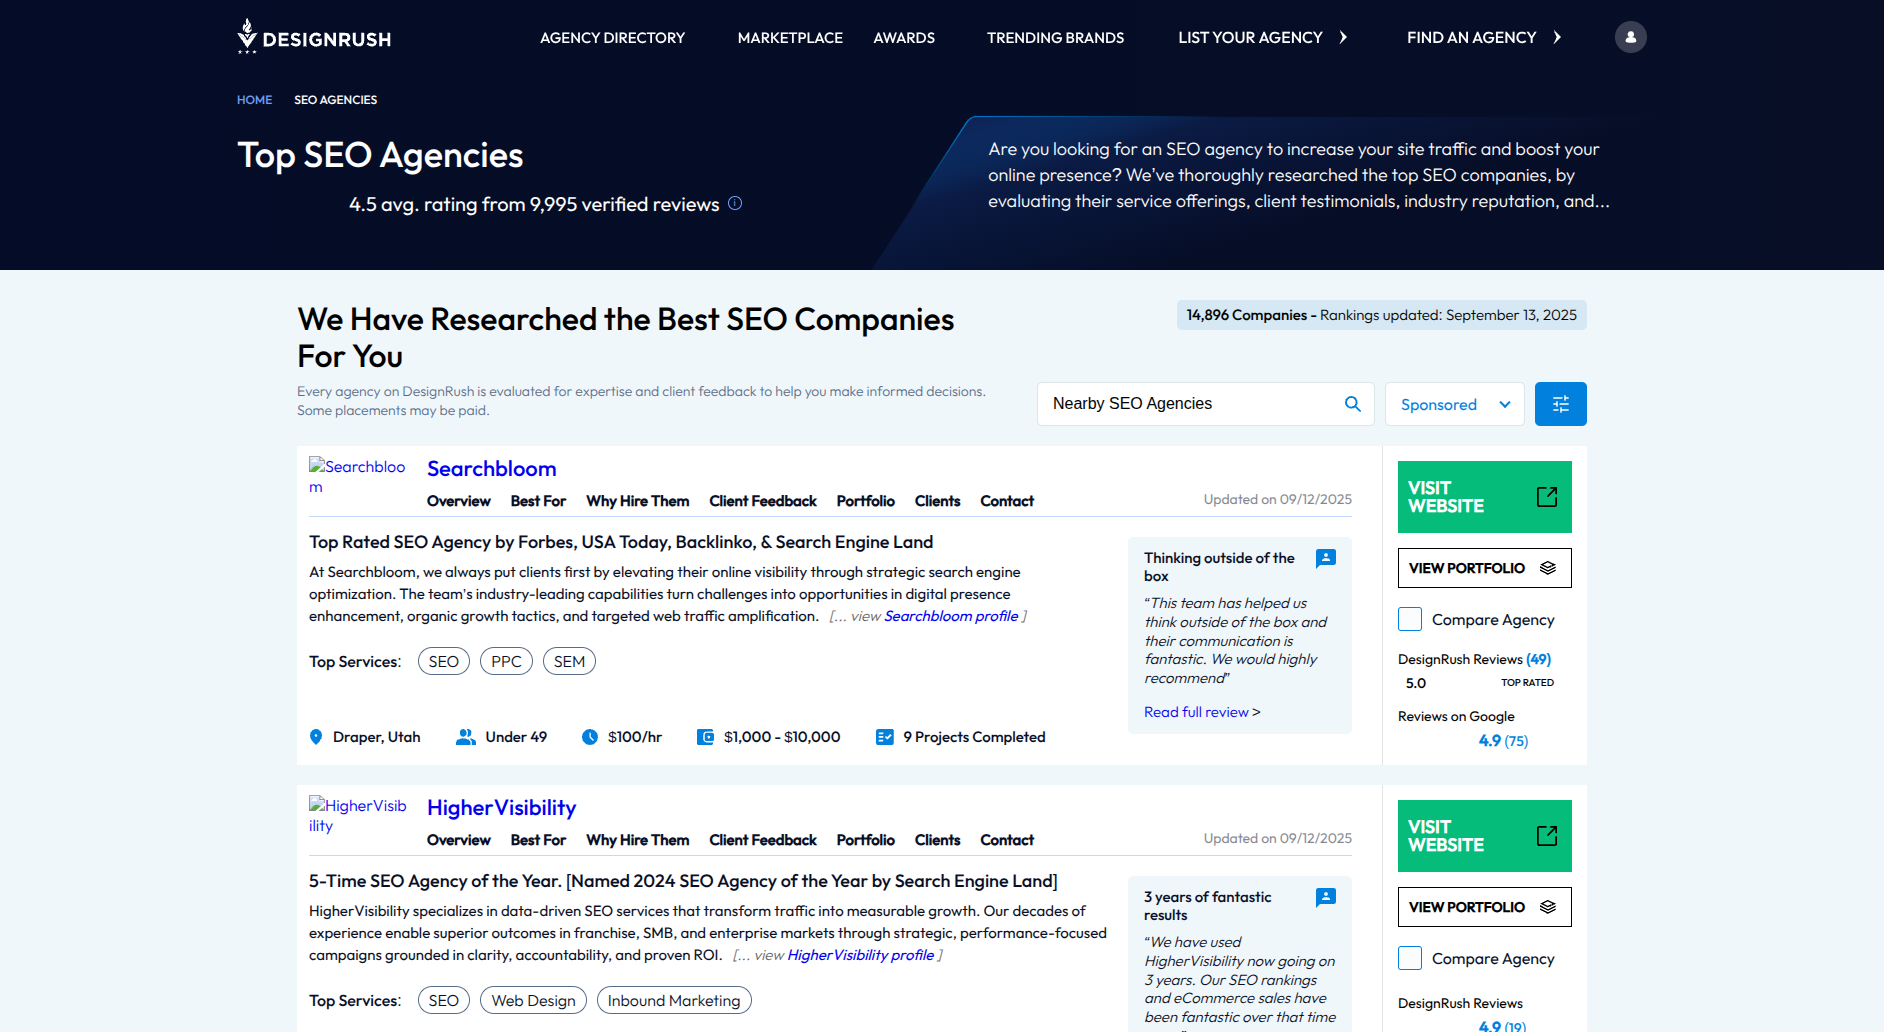 DESIGNRUSH
AGENCY DIRECTORY
MARKETPLACE
AWARDS
TRENDING BRANDS
LIST YOUR AGENCY
FIND AN AGENCY
HOME
SEO AGENCIES
Top SEO Agencies
4.5 avg. rating from 9,995 verified reviews
Are you looking for an SEO agency to increase your site traffic and boost your
online presence? We've thoroughly researched the top SEO companies, by
evaluating their service offerings, client testimonials, industry reputation, and...
We Have Researched the Best SEO Companies
For You
14,896 Companies - Rankings updated: September 13, 2025
Every agency on DesignRush is evaluated for expertise and client feedback to help you make informed decisions.
Some placements may be paid.
Nearby SEO Agencies
Sponsored
Searchbloo
m
Searchbloom
Overview
Best For
Why Hire Them
Client Feedback
Portfolio
Clients
Contact
Updated on 09/12/2025
Top Rated SEO Agency by Forbes, USA Today, Backlinko, & Search Engine Land
At Searchbloom, we always put clients first by elevating their online visibility through strategic search engine
optimization. The team's industry-leading capabilities turn challenges into opportunities in digital presence
enhancement, organic growth tactics, and targeted web traffic amplification. [... view Searchbloom profile ]
Top Services:
SEO
PPC
SEM
Draper, Utah
Under 49
$100/hr
$1,000 - $10,000
9 Projects Completed
Thinking outside of the
box
“This team has helped us
think outside of the box and
their communication is
fantastic. We would highly
recommend”
Read full review >
VISIT
WEBSITE
VIEW PORTFOLIO
Compare Agency
DesignRush Reviews (49)
5.0
TOP RATED
Reviews on Google
4.9 (75)
HigherVisib
ility
HigherVisibility
Overview
Best For
Why Hire Them
Client Feedback
Portfolio
Clients
Contact
Updated on 09/12/2025
5-Time SEO Agency of the Year. [Named 2024 SEO Agency of the Year by Search Engine Land]
HigherVisibility specializes in data-driven SEO services that transform traffic into measurable growth. Our decades of
experience enable superior outcomes in franchise, SMB, and enterprise markets through strategic, performance-focused
campaigns grounded in clarity, accountability, and proven ROI. [... view HigherVisibility profile ]
Top Services:
SEO
Web Design
Inbound Marketing
3 years of fantastic
results
“We have used
HigherVisibility now going on
3 years. Our SEO rankings
and eCommerce sales have
been fantastic over that time
VISIT
WEBSITE
VIEW PORTFOLIO
Compare Agency
DesignRush Reviews
4.9 (19)